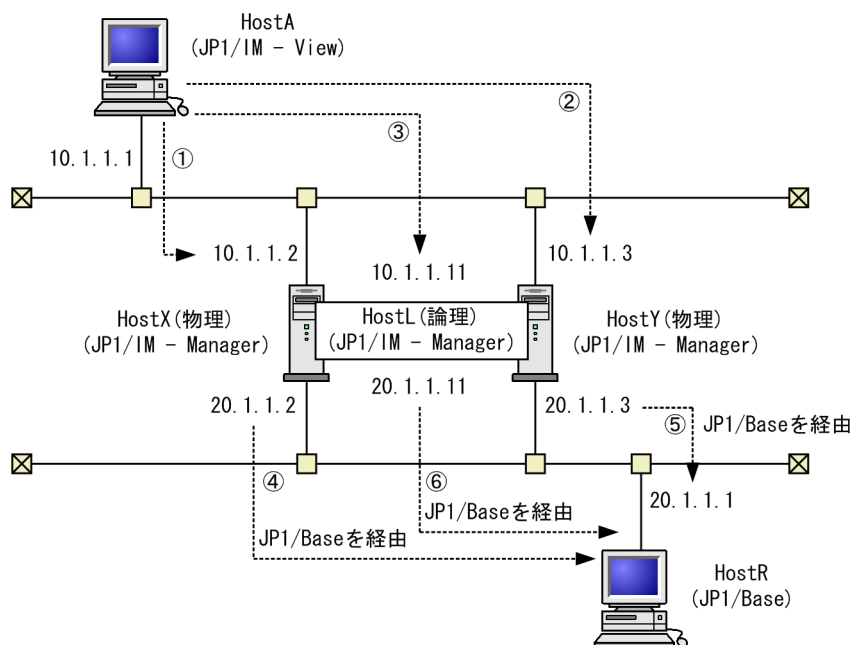 HostA
(JP1/IM - View)
②
③
10.1.1.1
①
10.1.1.2
10.1.1.11
10.1.1.3
HostX(物理)
(JP1/IM - Manager)
HostL(論理)
(JP1/IM - Manager)
HostY(物理)
(JP1/IM - Manager)
20.1.1.2
20.1.1.11
20.1.1.3
⑤
JP1/Baseを経由
④
⑥
20.1.1.1
JP1/Baseを経由
JP1/Baseを経由
HostR
(JP1/Base)